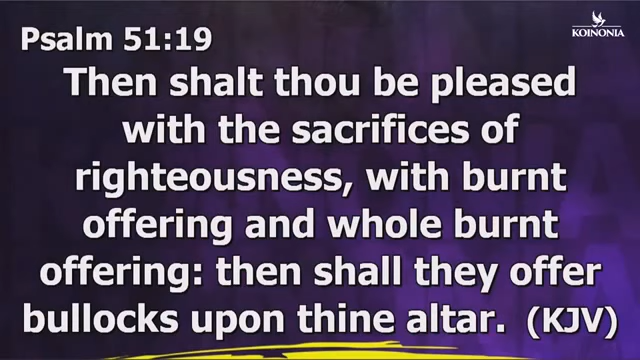 KOINONIA
Psalm 51:19
Then shalt thou be pleased
with the sacrifices of
righteousness, with burnt
offering and whole burnt
offering: then shall they offer
bullocks upon thine altar. (KJV)